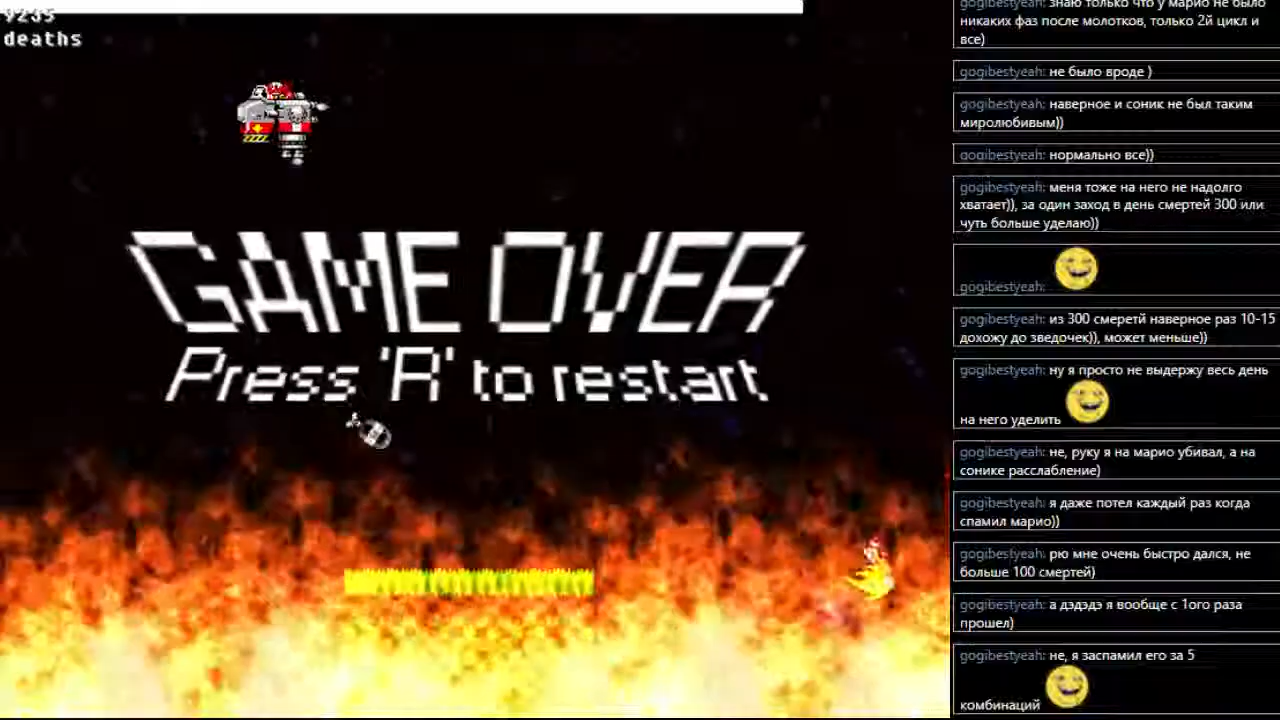 9235
deaths
GAME OVER
Press 'R' to restart
gogibestyeah: знаю только что у марио не было
никаких фаз после молотков, только 2й цикл и
все)
gogibestyeah: не было вроде )
gogibestyeah: наверное и соник не был таким
миролюбивым))
gogibestyeah: нормально все))
gogibestyeah: меня тоже на него не надолго
хватает)), за один заход в день смертей 300 или
чуть больше уделаю))
gogibestyeah:
gogibestyeah: из 300 смеретй наверное раз 10-15
дохожу до зведочек)), может меньше))
gogibestyeah: ну я просто не выдержу весь день
на него уделить
gogibestyeah: не, руку я на марио убивал, а на
сонике расслабление)
gogibestyeah: я даже потел каждый раз когда
спамил марио))
gogibestyeah: рю мне очень быстро дался, не
больше 100 смертей)
gogibestyeah: а дэдэдэ я вообще с 1ого раза
прошел)
gogibestyeah: не, я заспамил его за 5
комбинаций